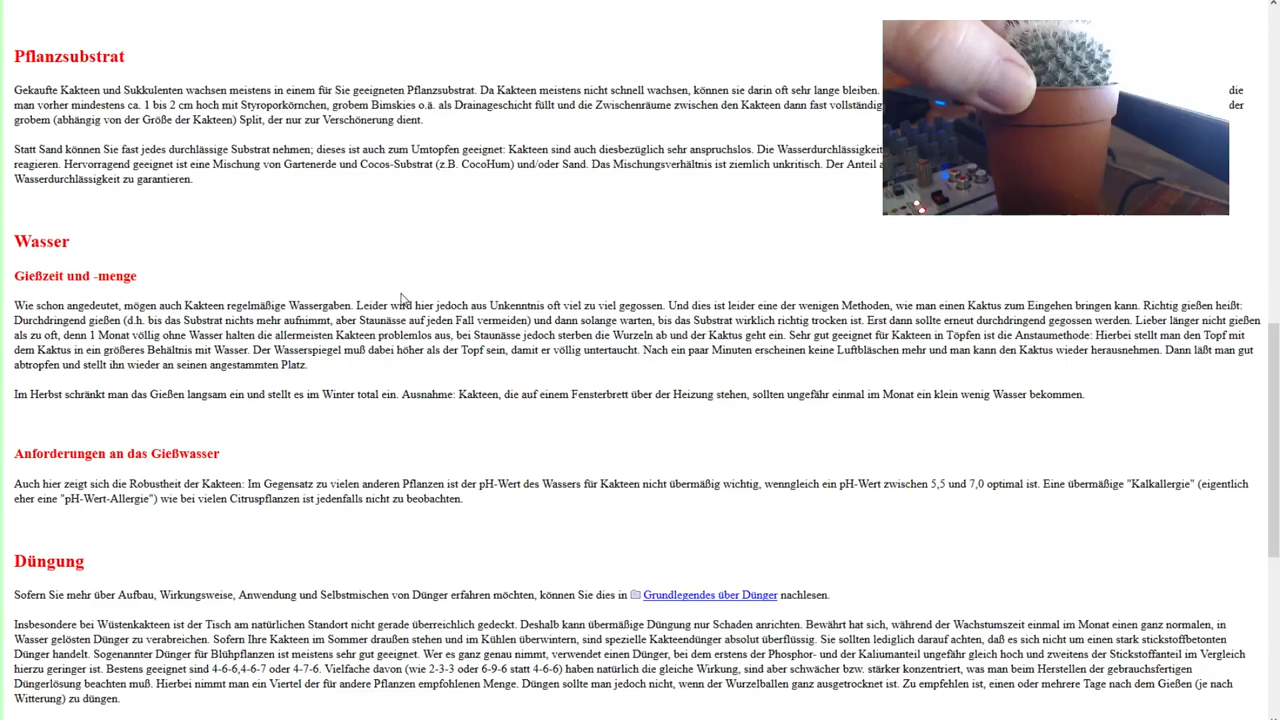 Pflanzsubstrat
Gekaufte Kakteen und Sukkulenten wachsen meistens in einem für Sie geeigneten Pflanzsubstrat. Da Kakteen nicht schnell wachsen, können sie darin oft sehr lange bleiben. die
man vorher mindestens ca. 1 bis 2 cm hoch mit Styroporkörnchen, grobem Bimskies o.ä. als Drainageschicht füllt und die Zwischenräume zwischen den Kakteen dann fast vollständig der
grobem (abhängig von der Größe der Kakteen) Split, der nur zur Verschönerung dient.
Statt Sand können Sie fast jedes durchlässige Substrat nehmen; dieses ist auch zum Umtopfen geeignet: Kakteen sind auch diesbezüglich sehr anspruchslos. Die Wasserdurchlässigkeit
reagieren. Hervorragend geeignet ist eine Mischung von Gartenerde und Cocos-Substrat (z.B. CocoHum) und/oder Sand. Das Mischungsverhältnis ist ziemlich unkritisch. Der Anteil
Wasserdurchlässigkeit zu garantieren.
Wasser
Gießzeit und -menge
Wie schon angedeutet, mögen auch Kakteen regelmäßige Wassergaben. Leider wird hier jedoch aus Unkenntnis oft viel zu viel gegossen. Und dies ist leider eine der wenigen Methoden, wie man einen Kaktus zum Eingehen bringen kann. Richtig gießen heißt:
Durchdringend gießen (d.h. bis das Substrat nichts mehr aufnimmt, aber Staunässe auf jeden Fall vermeiden) und dann solange warten, bis das Substrat wirklich richtig trocken ist. Erst dann sollte erneut durchdringend gegossen werden. Lieber länger nicht gießen
als zu oft, denn 1 Monat völlig ohne Wasser halten die allermeisten Kakteen problemlos aus, bei Staunässe jedoch sterben die Wurzeln ab und der Kaktus geht ein. Sehr gut geeignet für Kakteen in Töpfen ist die Anstaumethode: Hierbei stellt man den Topf mit
dem Kaktus in ein größeres Behältnis mit Wasser. Der Wasserspiegel muß dabei höher als der Topf sein, damit er völlig untertaucht. Nach ein paar Minuten erscheinen keine Luftbläschen mehr und man kann den Kaktus wieder herausnehmen. Dann läßt man gut
abtropfen und stellt ihn wieder an seinen angestammten Platz.
Im Herbst schränkt man das Gießen langsam ein und stellt es im Winter total ein. Ausnahme: Kakteen, die auf einem Fensterbrett über der Heizung stehen, sollten ungefähr einmal im Monat ein klein wenig Wasser bekommen.
Anforderungen an das Gießwasser
Auch hier zeigt sich die Robustheit der Kakteen: Im Gegensatz zu vielen anderen Pflanzen ist der pH-Wert des Wassers für Kakteen nicht übermäßig wichtig, wenngleich ein pH-Wert zwischen 5,5 und 7,0 optimal ist. Eine übermäßige "Kalkallergie" (eigentlich
eher eine "pH-Wert-Allergie") wie bei vielen Citruspflanzen ist jedenfalls nicht zu beobachten.
Düngung
Sofern Sie mehr über Aufbau, Wirkungsweise, Anwendung und Selbstmischen von Dünger erfahren möchten, können Sie dies in Grundlegendes über Dünger nachlesen.
Insbesondere bei Wüstenkakteen ist der Tisch am natürlichen Standort nicht gerade überreichlich gedeckt. Deshalb kann übermäßige Düngung nur Schaden anrichten. Bewährt hat sich, während der Wachstumszeit einmal im Monat einen ganz normalen, in
Wasser gelösten Dünger zu verabreichen. Sofern Ihre Kakteen im Sommer draußen stehen und im Kühlen überwintern, sind spezielle Kakteendünger absolut überflüssig. Sie sollten lediglich darauf achten, daß es sich nicht um einen stark stickstoffbetonten
Dünger handelt. Sogenannter Dünger für Blühpflanzen ist meistens sehr gut geeignet. Wer es ganz genau nimmt, verwendet einen Dünger, bei dem erstens der Phosphor- und der Kaliumanteil ungefähr gleich hoch und zweitens der Stickstoffanteil im Vergleich
hierzu geringer ist. Bestens geeignet sind 4-6-6,4-6-7 oder 4-7-6. Vielfache davon (wie 2-3-3 oder 6-9-6 statt 4-6-6) haben natürlich die gleiche Wirkung, sind aber schwächer bzw. stärker konzentriert, was man beim Herstellen der gebrauchsfertigen
Düngerlösung beachten muß. Hierbei nimmt man ein Viertel der für andere Pflanzen empfohlenen Menge. Düngen sollte man jedoch nicht, wenn der Wurzelballen ganz ausgetrocknet ist. Zu empfehlen ist, einen oder mehrere Tage nach dem Gießen (je nach
Witterung) zu düngen.